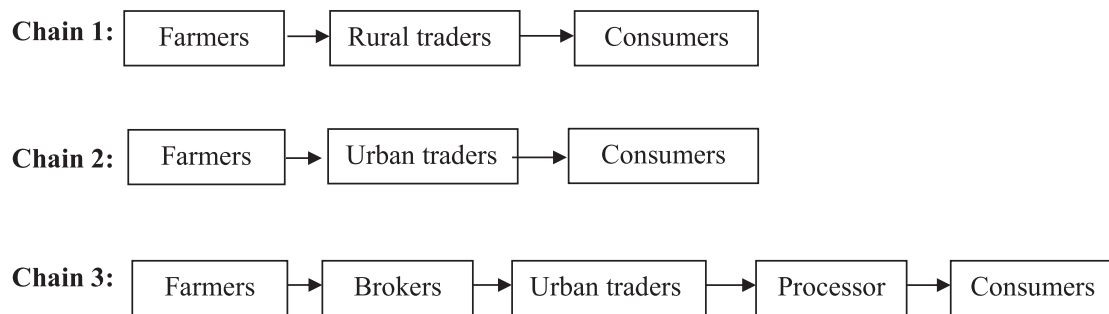 Chain 1: Farmers Rural traders Consumers
Chain 2: Farmers Urban traders Consumers
Chain 3: Farmers Brokers Urban traders Processor Consumers